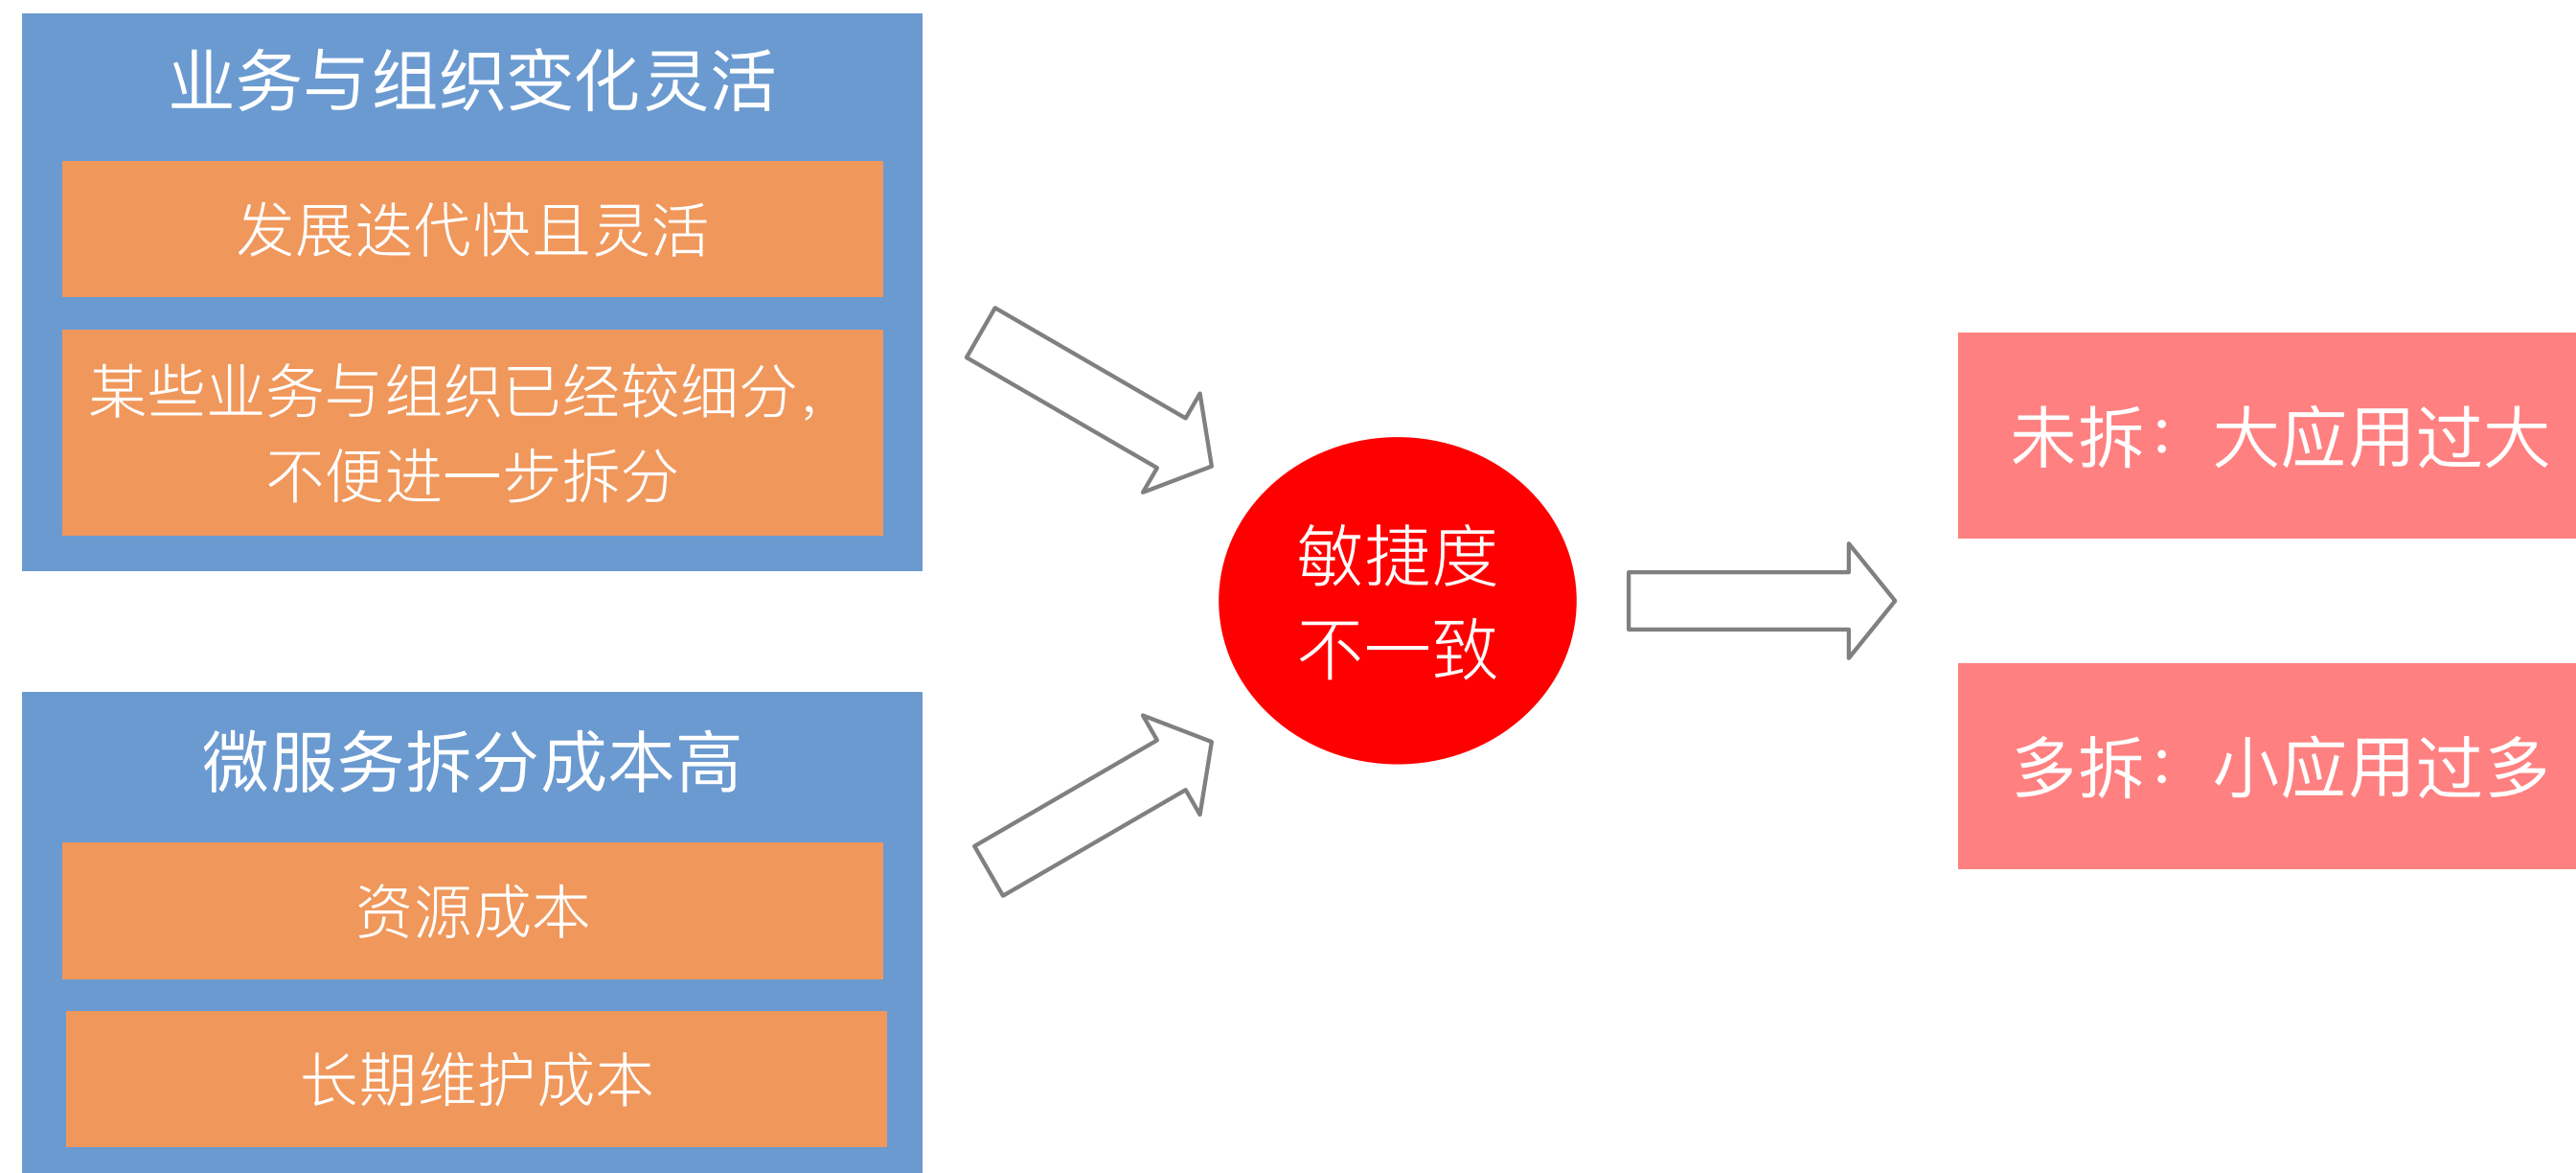 业务与组织变化灵活
发展迭代快且灵活
某些业务与组织已经较细分，
不便进一步拆分
微服务拆分成本高
资源成本
长期维护成本
敏捷度
不一致
未拆：大应用过大
多拆：小应用过多